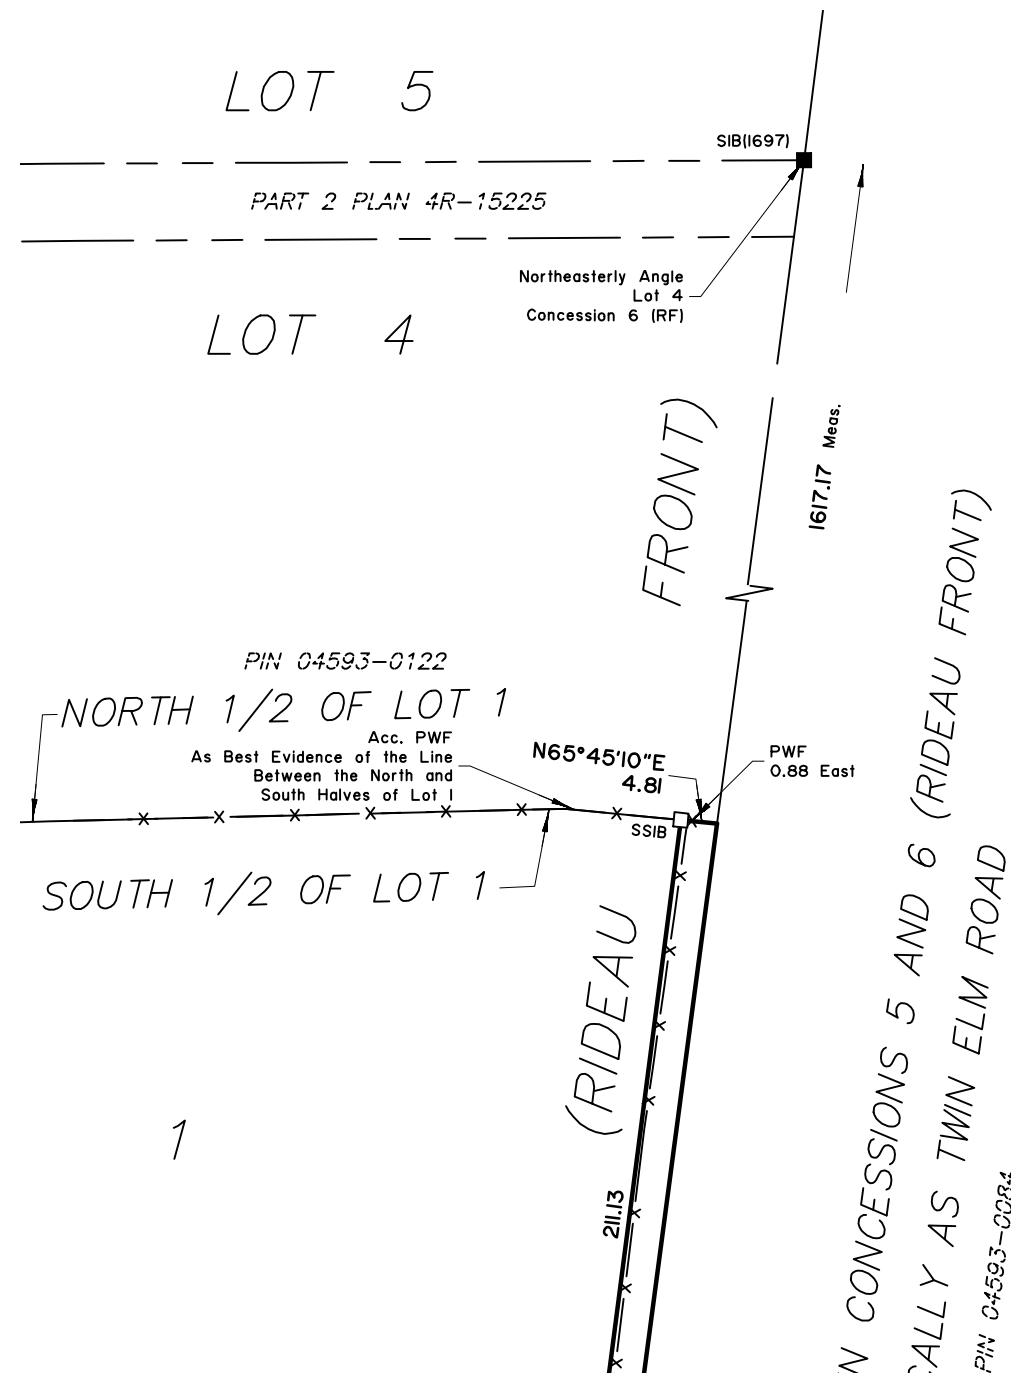 LOT 5
SIB(1697)
PART 2 PLAN 4R-15225
Northeasterly Angle
Lot 4
Concession 6 (RF)
LOT 4
FRONT)
1617.17 Meas.
PIN 04593-0122
NORTH 1/2 OF LOT 1
Acc. PWF
As Best Evidence of the Line
Between the North and
South Halves of Lot 1
N65°45'10"E
4.81
PWF
0.88 East
SSIB
SOUTH 1/2 OF LOT 1
(RIDEAU
1
211.13
CONCESSIONS 5 AND 6 (RIDEAU FRONT)
CALLY AS TWIN ELM ROAD
PIN 04593-0084